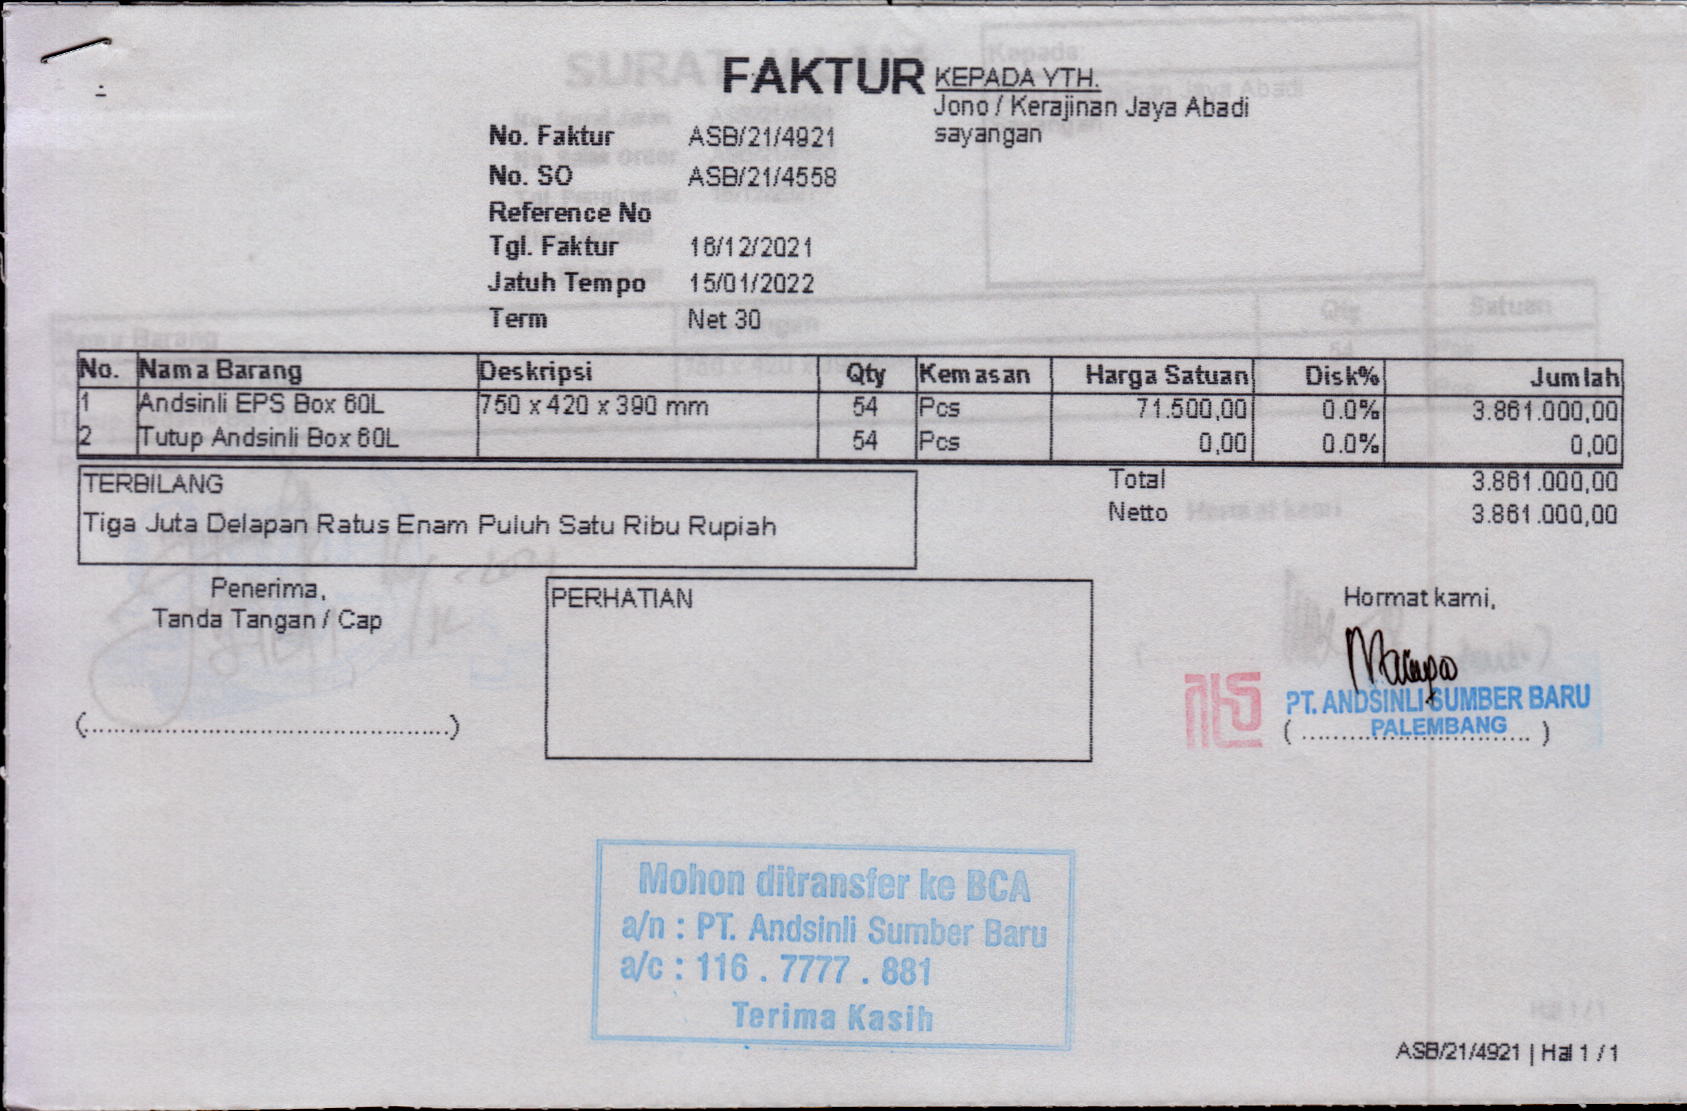 FAKTUR
KEPADA YTH.
Jono / Kerajinan Jaya Abadi
sayangan
No. Faktur ASB/21/4921
No. SO ASB/21/4558
Reference No
Tgl. Faktur 16/12/2021
Jatuh Tempo 15/01/2022
Term Net 30
No. Nama Barang Deskripsi Qty Kemasan Harga Satuan Disk% Jumlah
1 Andsinli EPS Box 60L 750 x 420 x 390 mm 54 Pcs 71.500,00 0.0% 3.861.000,00
2 Tutup Andsinli Box 60L 54 Pcs 0,00 0.0% 0,00
TERBILANG
Tiga Juta Delapan Ratus Enam Puluh Satu Ribu Rupiah
Total 3.861.000,00
Netto 3.861.000,00
Penerima,
Tanda Tangan / Cap
(................................................)
PERHATIAN
Hormat kami,
PT. ANDSINLI SUMBER BARU
PALEMBANG
(..............................)
Mohon ditransfer ke BCA
a/n : PT. Andsinli Sumber Baru
a/c : 116 . 7777 . 881
Terima Kasih
ASB/21/4921 | Hal 1 / 1